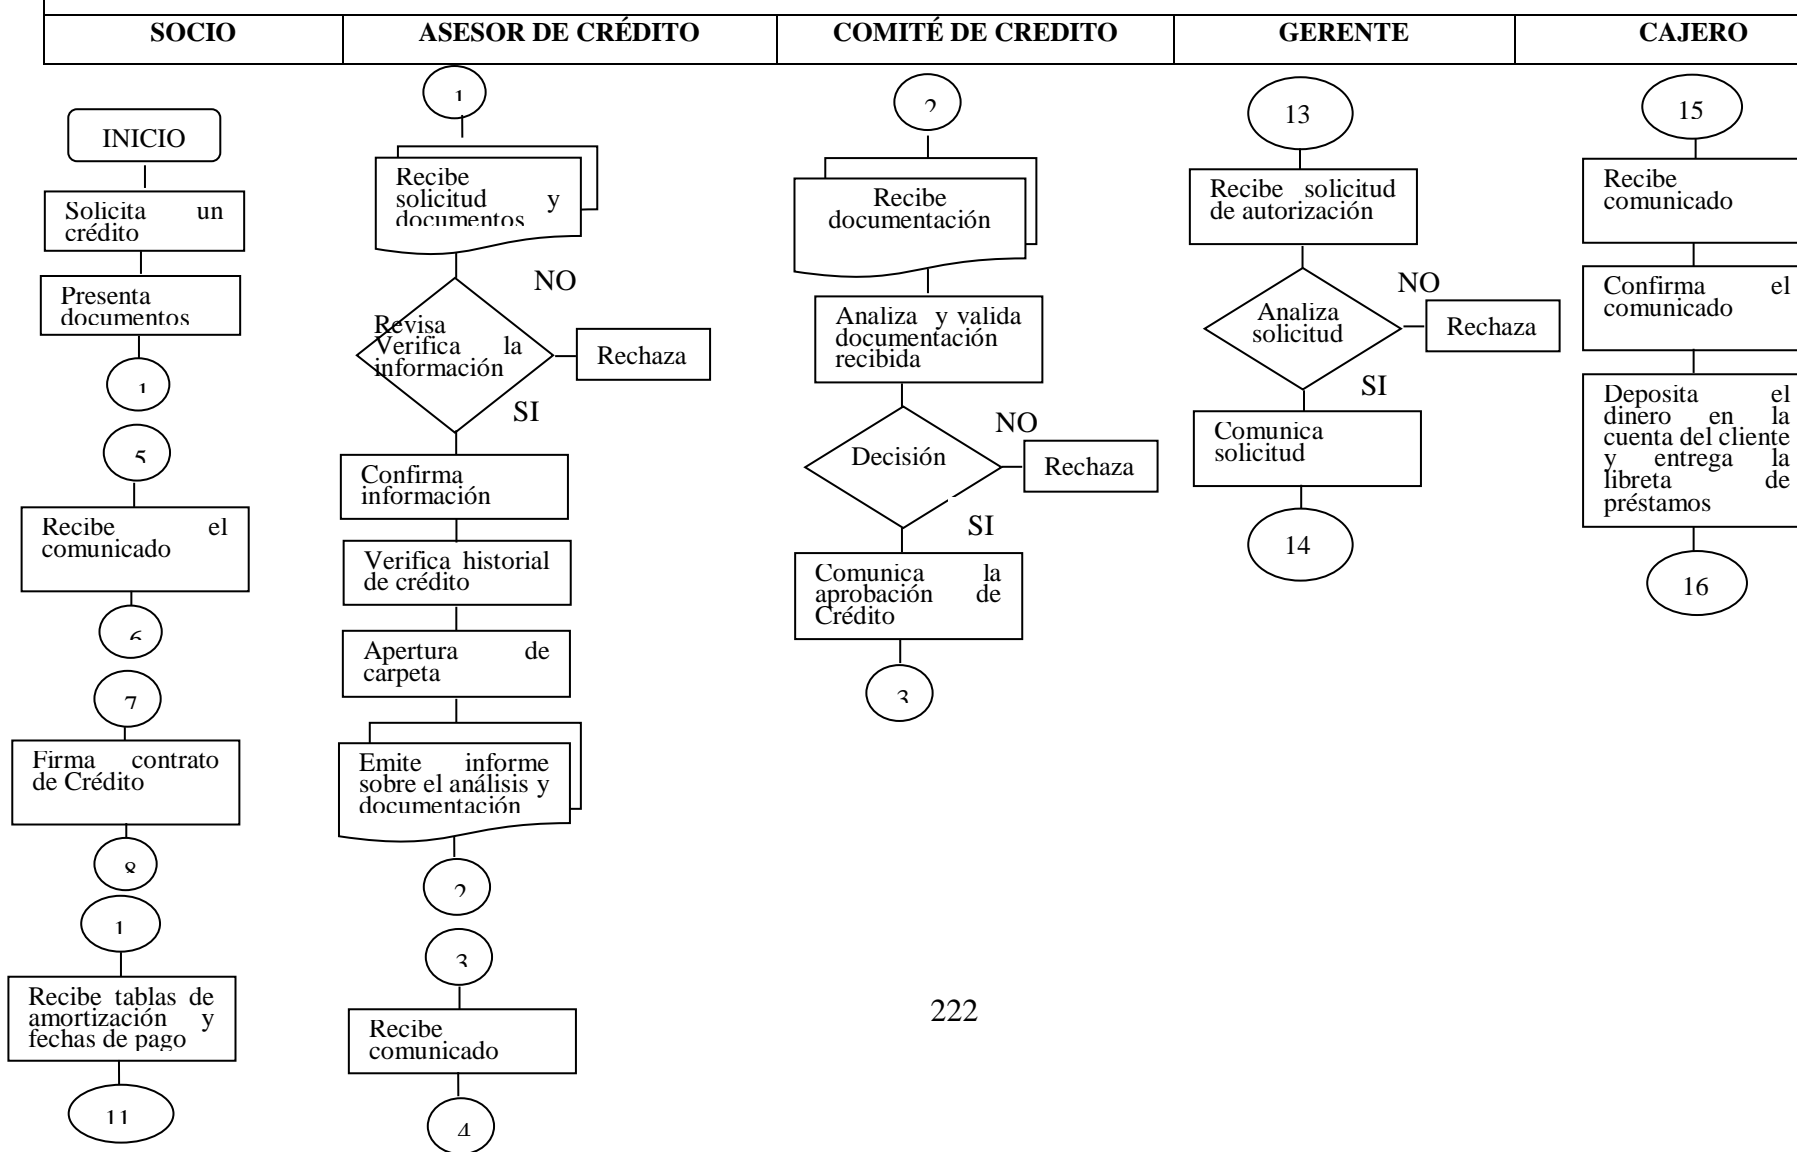 SOCIO
ASESOR DE CRÉDITO
COMITÉ DE CREDITO
GERENTE
CAJERO
INICIO
Solicita un
crédito
Presenta
documentos
1
5
Recibe el
comunicado
6
7
Firma contrato
de Crédito
8
1
Recibe tablas de
amortización y
fechas de pago
11
1
Recibe
solicitud y
documentos
NO
Revisa
Verifica la
información
Rechaza
SI
Confirma
información
Verifica historial
de crédito
Apertura de
carpeta
Emite informe
sobre el análisis y
documentación
2
3
Recibe
comunicado
4
2
Recibe
documentación
Analiza y valida
documentación
recibida
NO
Decisión
Rechaza
SI
Comunica la
aprobación de
Crédito
3
13
Recibe solicitud
de autorización
NO
Analiza
solicitud
Rechaza
SI
Comunica
solicitud
14
15
Recibe
comunicado
Confirma el
comunicado
Deposita el
dinero en la
cuenta del cliente
y entrega la
libreta de
préstamos
16
222